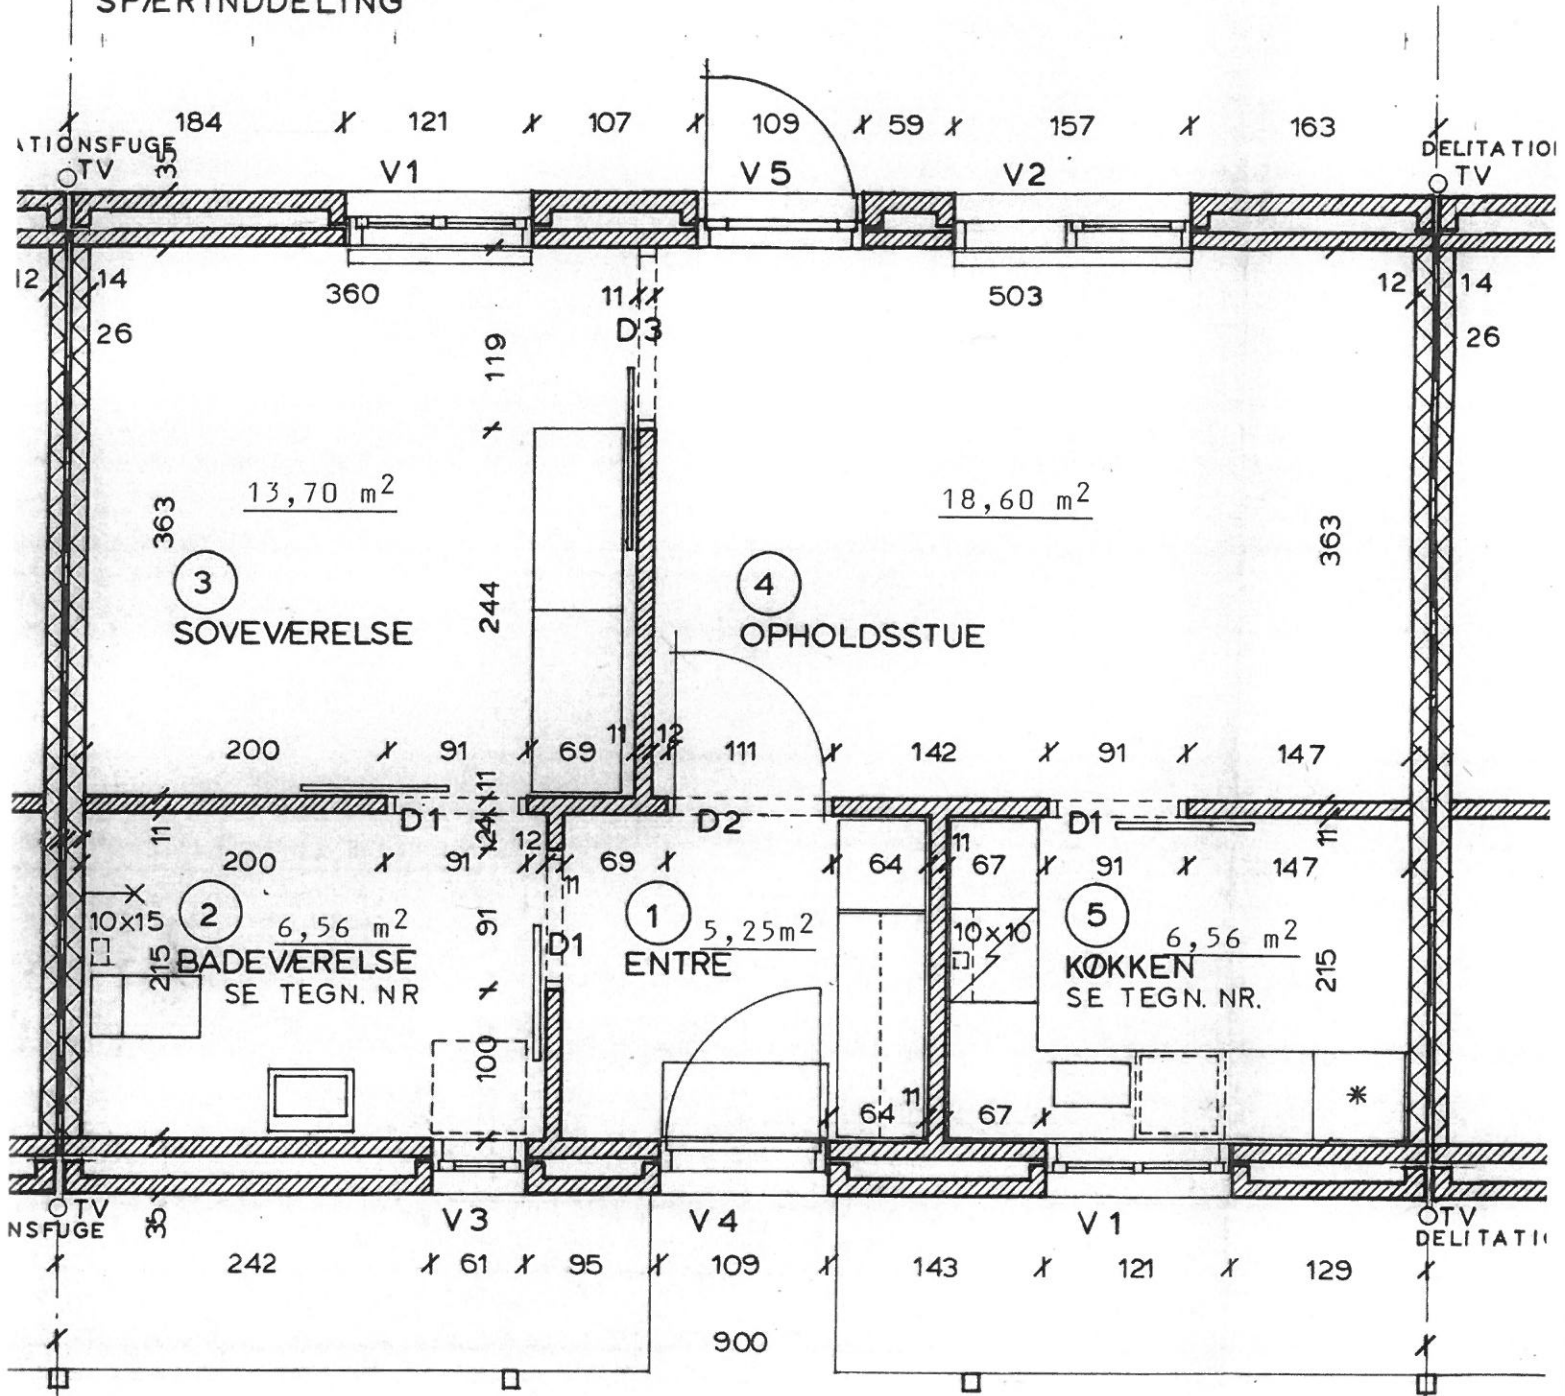 SPÆRINDDELING
184 121 107 109 59 157 163
ATIONSFUGE
TV
35
V1 V5 V2
DELITATIO
TV
12 14 360 11 503 12 14
26 D3 26
119
13,70 m²
18,60 m²
363
363
3
SOVEVÆRELSE
244
4
OPHOLDSSTUE
200 91 69 11 12 111 142 91 147
11
D1 D2 D1
11 24 11
200 91 12 69 64 11 67 91 147
11
10x15
2
6,56 m²
BADEVÆRELSE
SE TEGN. NR
215
91
D1
1
5,25m²
ENTRE
10x10
5
6,56 m²
KØKKEN
SE TEGN. NR.
215
100
64 11 67
*
TV
NSFUGE
35
V3 V4 V1
TV
DELITATI
242 61 95 109 143 121 129
900